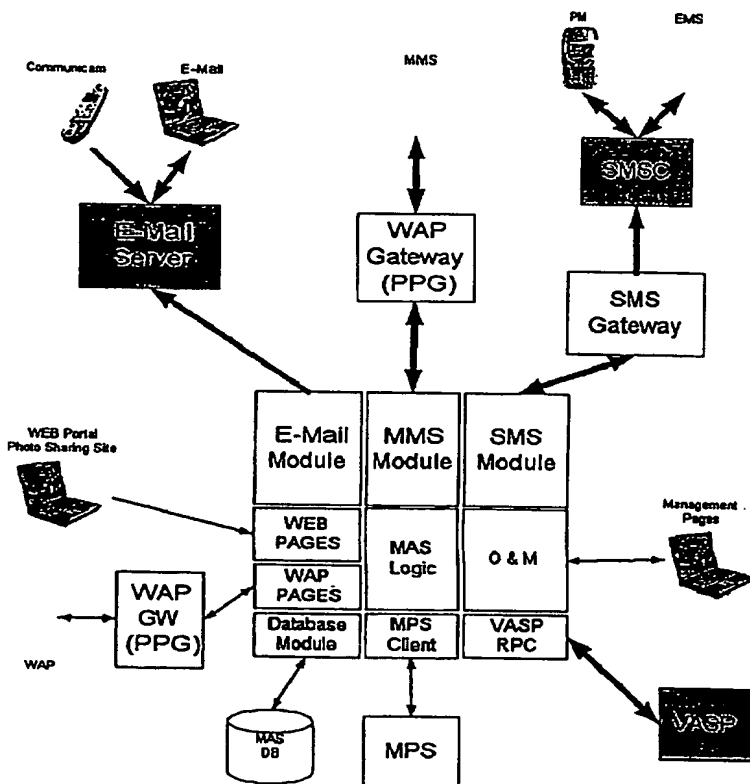 PM
EMS
Communicam
E-Mail
MMS
SMSC
E-Mail
Server
WAP
Gateway
(PPG)
SMS
Gateway
E-Mail
Module
MMS
Module
SMS
Module
WEB Portal
Photo Sharing Site
WEB
PAGES
MAS
Logic
O & M
Management
Pages
WAP
PAGES
WAP
GW
(PPG)
WAP
Database
Module
MPS
Client
VASP
RPC
MAS
DB
MPS
VASP